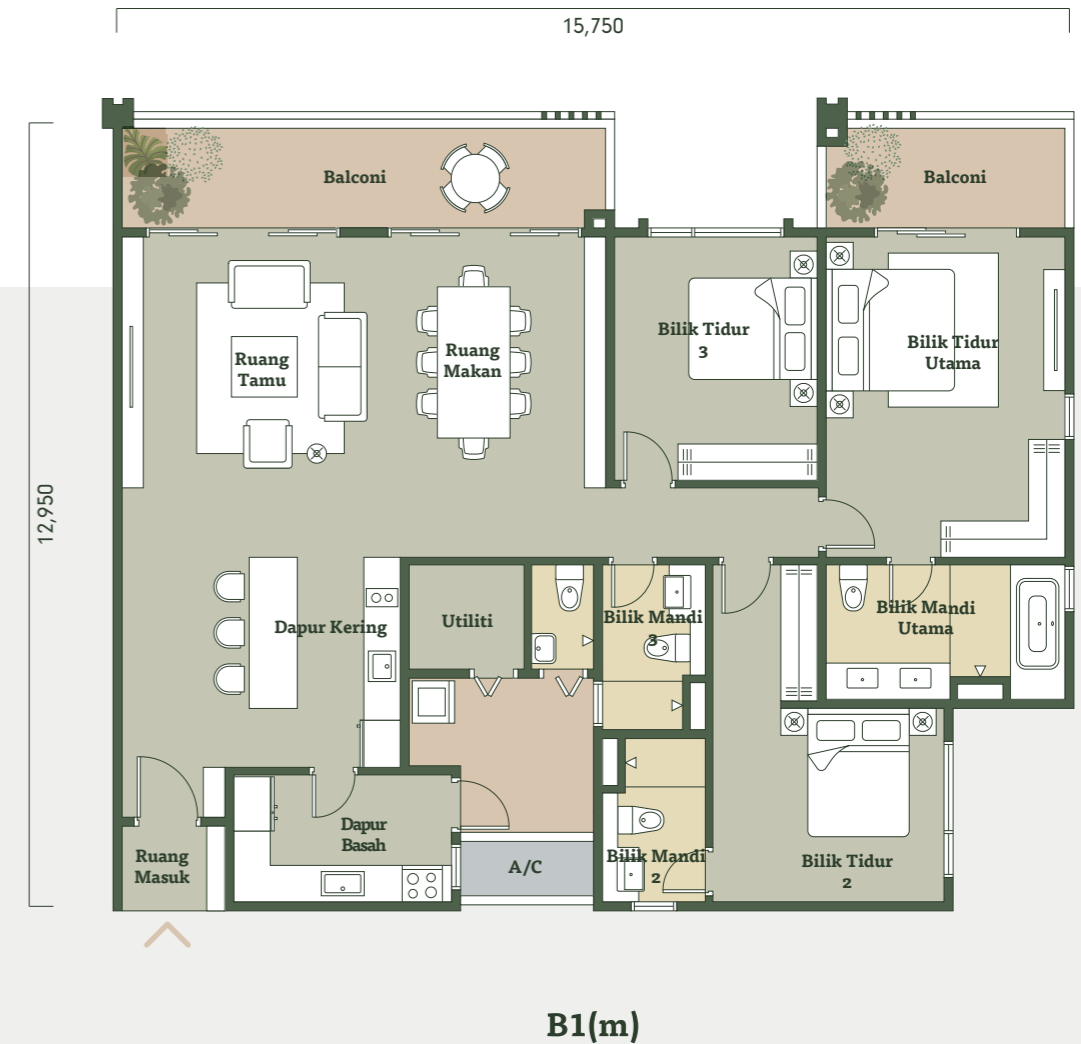 15,750
Balconi
Balconi
12,950
Ruang
Tamu
Ruang
Makan
Bilik Tidur
3
Bilik Tidur
Utama
Dapur Kering
Utiliti
Bilik Mandi
3
Bilik Mandi
Utama
Ruang
Masuk
Dapur
Basah
A/C
Bilik Mandi
2
Bilik Tidur
2
B1(m)